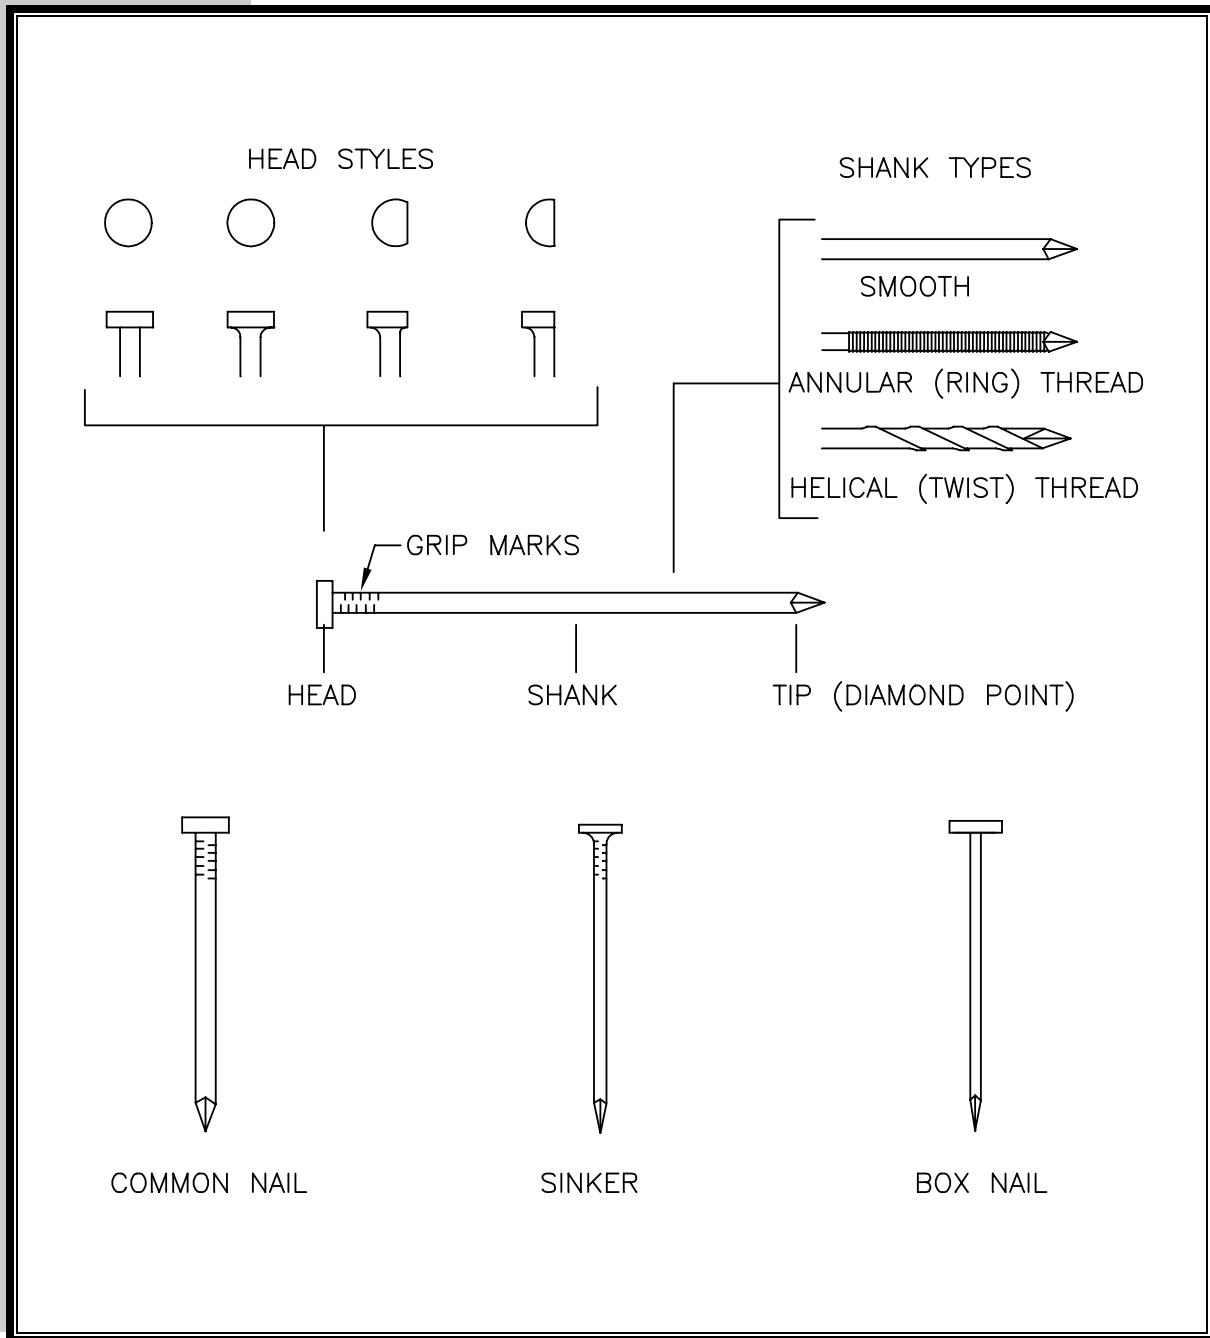 HEAD STYLES
SHANK TYPES
SMOOTH
ANNULAR (RING) THREAD
HELICAL (TWIST) THREAD
GRIP MARKS
HEAD
SHANK
TIP (DIAMOND POINT)
COMMON NAIL
SINKER
BOX NAIL